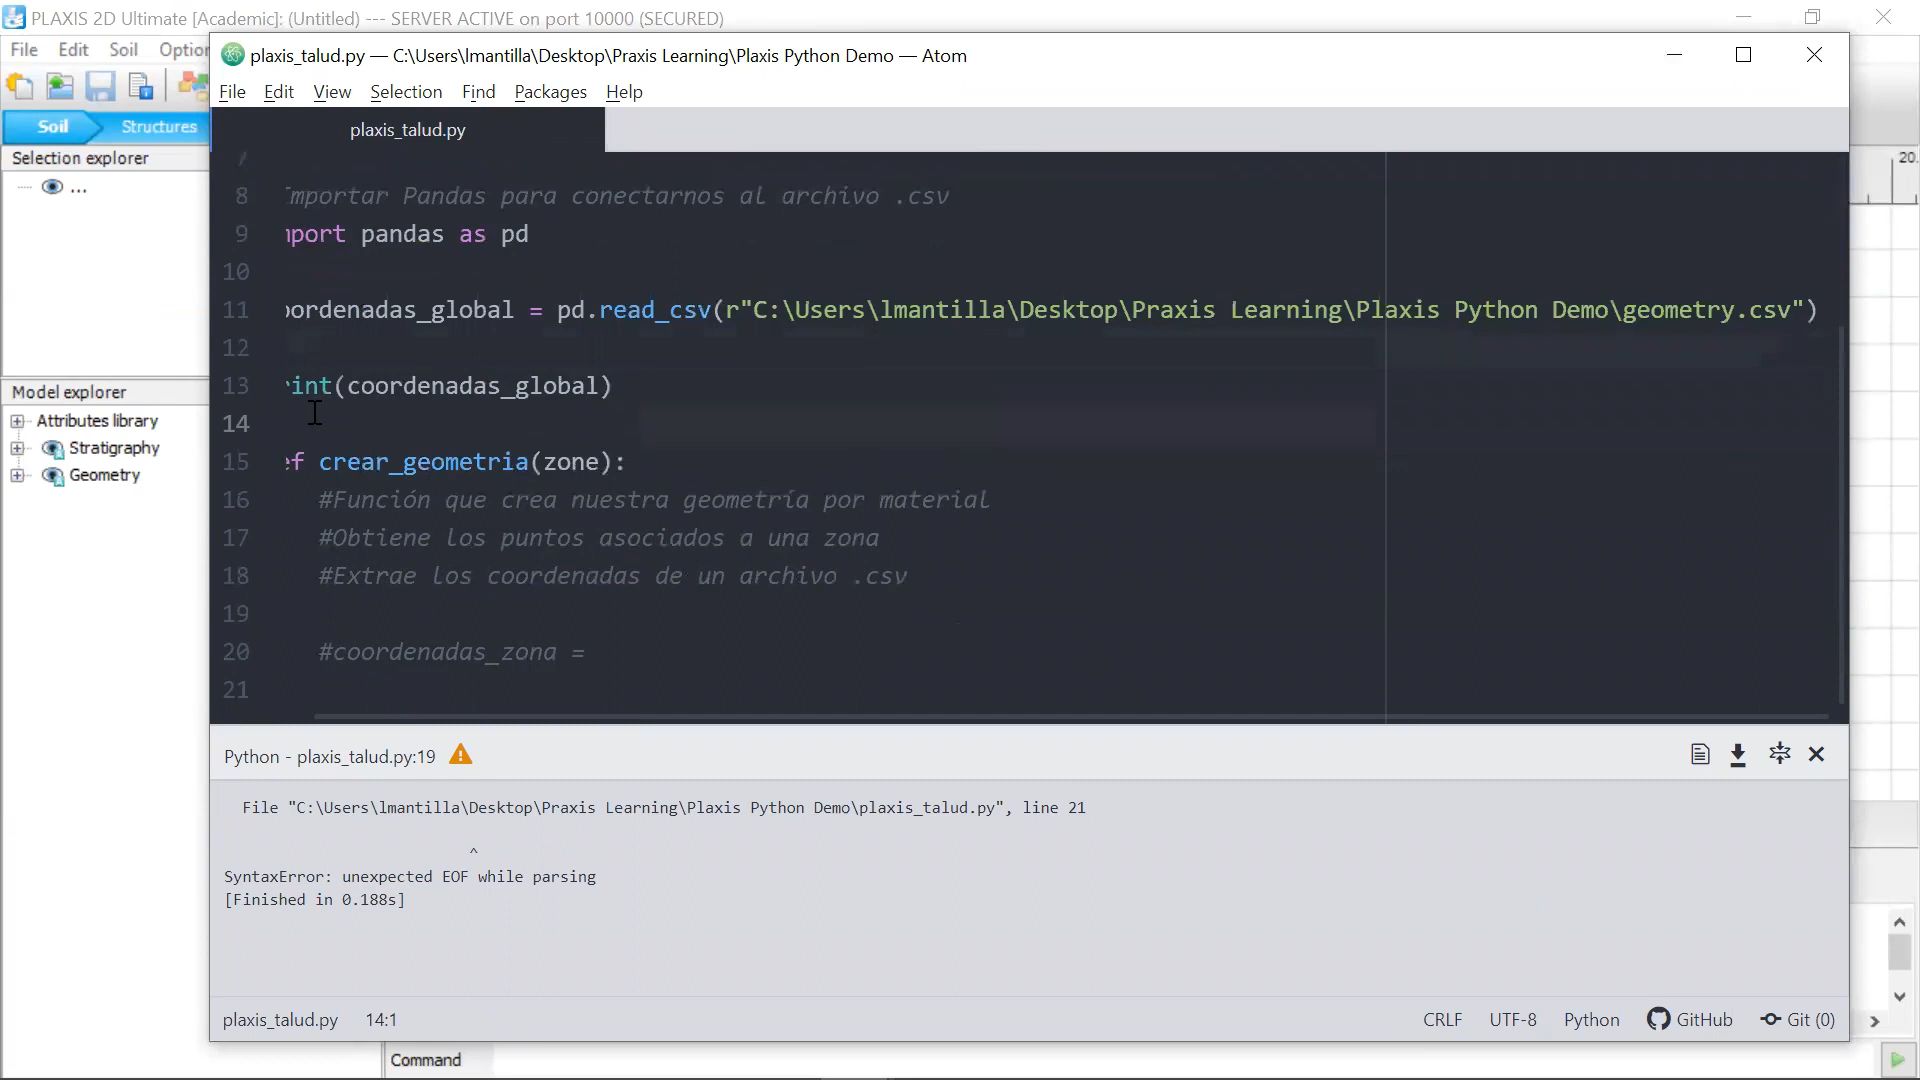 PLAXIS 2D Ultimate [Academic]: (Untitled) --- SERVER ACTIVE on port 10000 (SECURED)
File Edit Soil Option
plaxis_talud.py — C:\Users\lmantilla\Desktop\Praxis Learning\Plaxis Python Demo — Atom
File Edit View Selection Find Packages Help
Soil Structures
plaxis_talud.py
Selection explorer
...
20.
7
8 Importar Pandas para conectarnos al archivo .csv
9 mport pandas as pd
10
11 oordenadas_global = pd.read_csv(r"C:\Users\lmantilla\Desktop\Praxis Learning\Plaxis Python Demo\geometry.csv")
12
13 rint(coordenadas_global)
14
15 ef crear_geometria(zone):
16 #Función que crea nuestra geometría por material
17 #Obtiene los puntos asociados a una zona
18 #Extrae los coordenadas de un archivo .csv
19
20 #coordenadas_zona =
21
Model explorer
Attributes library
Stratigraphy
Geometry
Python - plaxis_talud.py:19
File "C:\Users\lmantilla\Desktop\Praxis Learning\Plaxis Python Demo\plaxis_talud.py", line 21
^
SyntaxError: unexpected EOF while parsing
[Finished in 0.188s]
plaxis_talud.py 14:1 CRLF UTF-8 Python GitHub Git (0)
Command